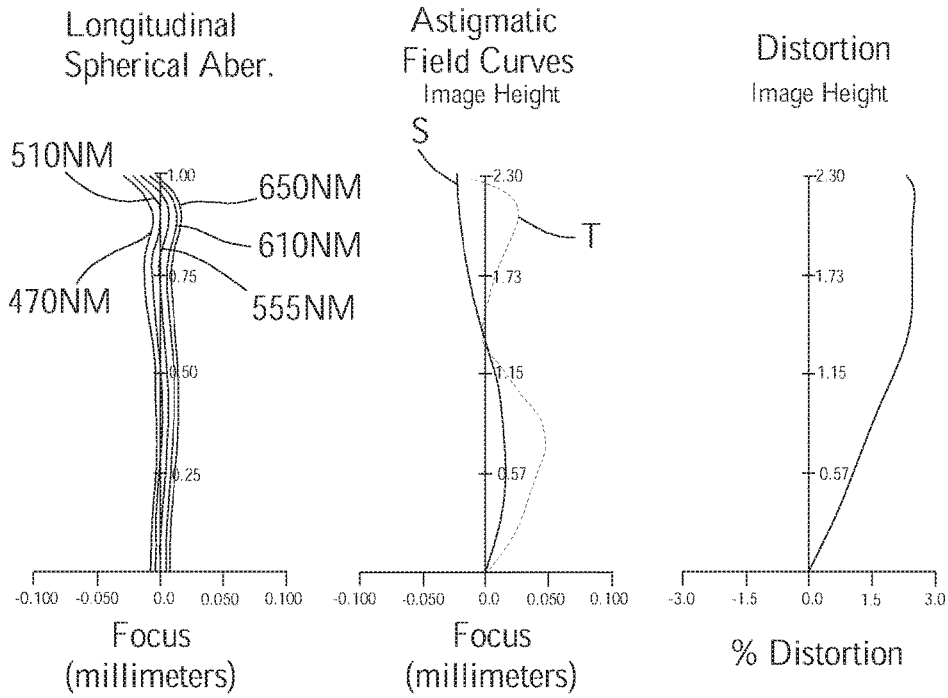 Longitudinal
Spherical Aber.
510NM
1.00
650NM
610NM
0.75
470NM
555NM
0.50
0.25
-0.100
-0.050
0.0
0.050
0.100
Focus
(millimeters)
Astigmatic
Field Curves
Image Height
S
2.30
T
1.73
1.15
0.57
-0.100
-0.050
0.0
0.050
0.100
Focus
(millimeters)
Distortion
Image Height
2.30
1.73
1.15
0.57
-3.0
-1.5
0.0
1.5
3.0
% Distortion